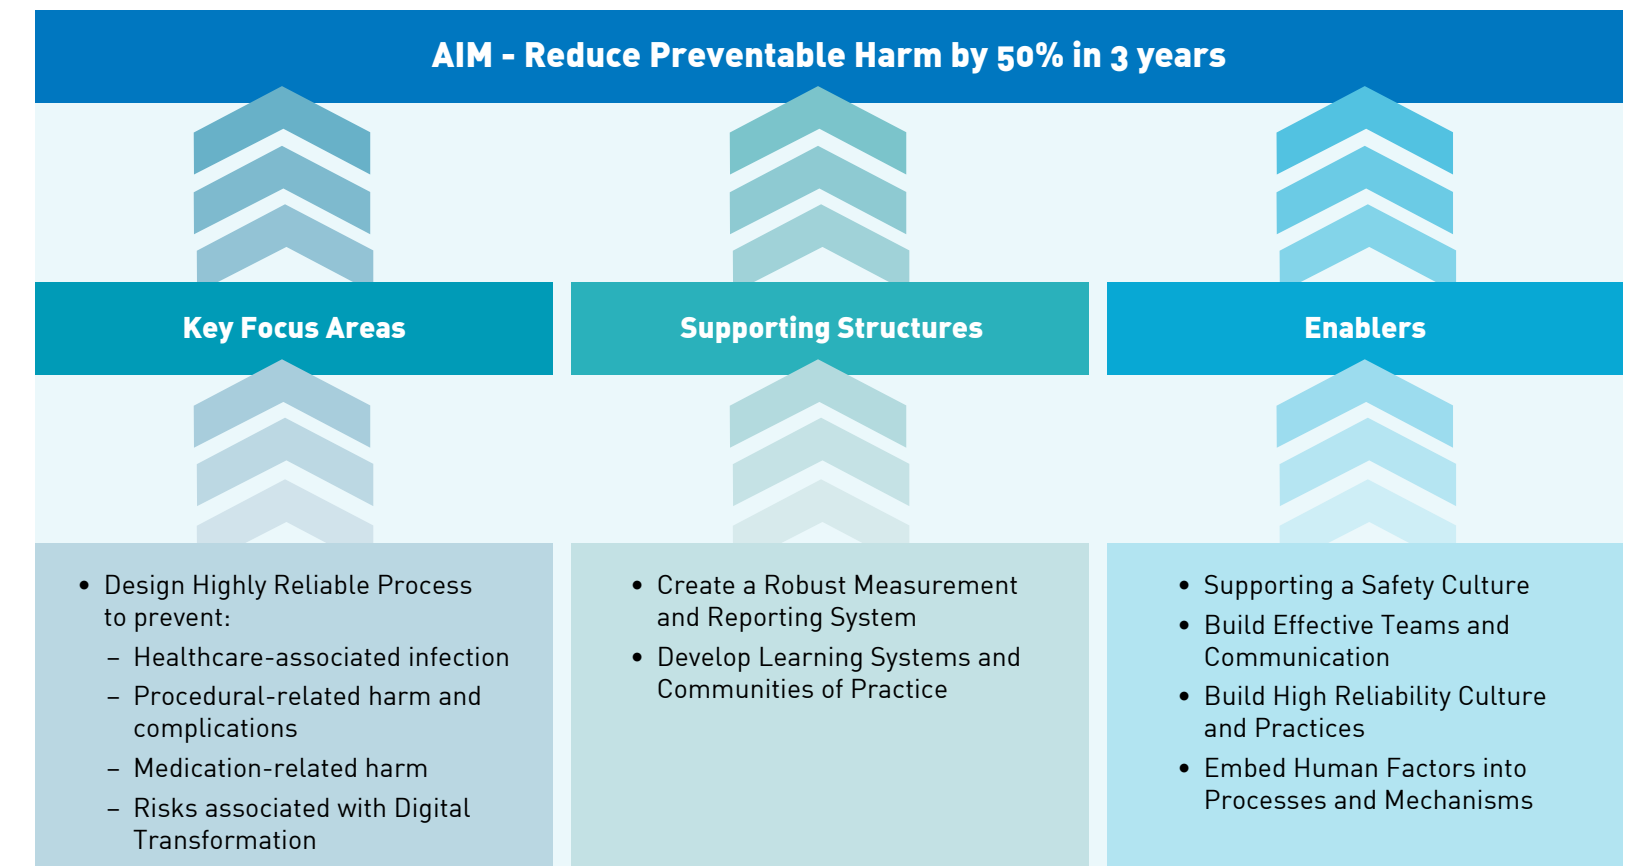 AIM - Reduce Preventable Harm by 50% in 3 years
Key Focus Areas
Supporting Structures
Enablers
• Design Highly Reliable Process
to prevent:
– Healthcare-associated infection
– Procedural-related harm and
complications
– Medication-related harm
– Risks associated with Digital
Transformation
• Create a Robust Measurement
and Reporting System
• Develop Learning Systems and
Communities of Practice
• Supporting a Safety Culture
• Build Effective Teams and
Communication
• Build High Reliability Culture
and Practices
• Embed Human Factors into
Processes and Mechanisms